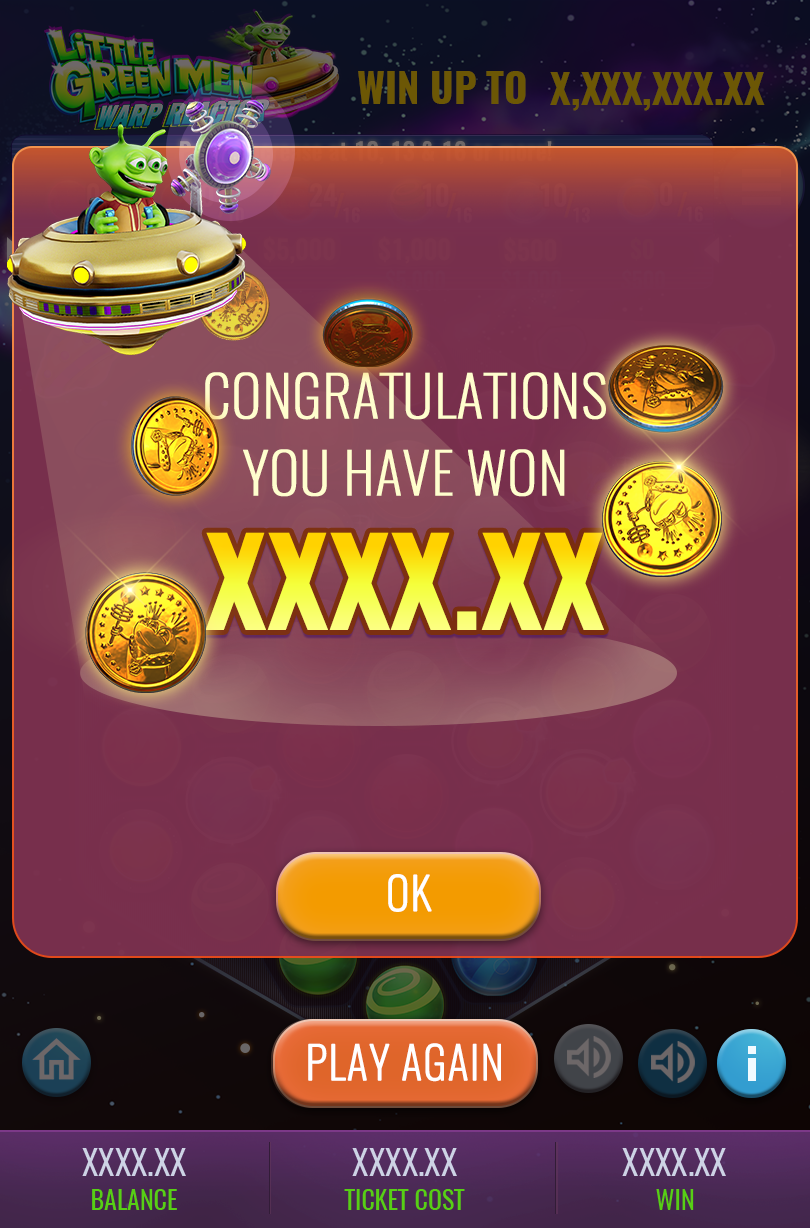 LITTLE
GREEN MEN
WARP REACTOR
WIN UP TO X,XXX,XXX.XX
CONGRATULATIONS
YOU HAVE WON
XXXX.XX
OK
PLAY AGAIN
i
XXXX.XX XXXX.XX XXXX.XX
BALANCE TICKET COST WIN